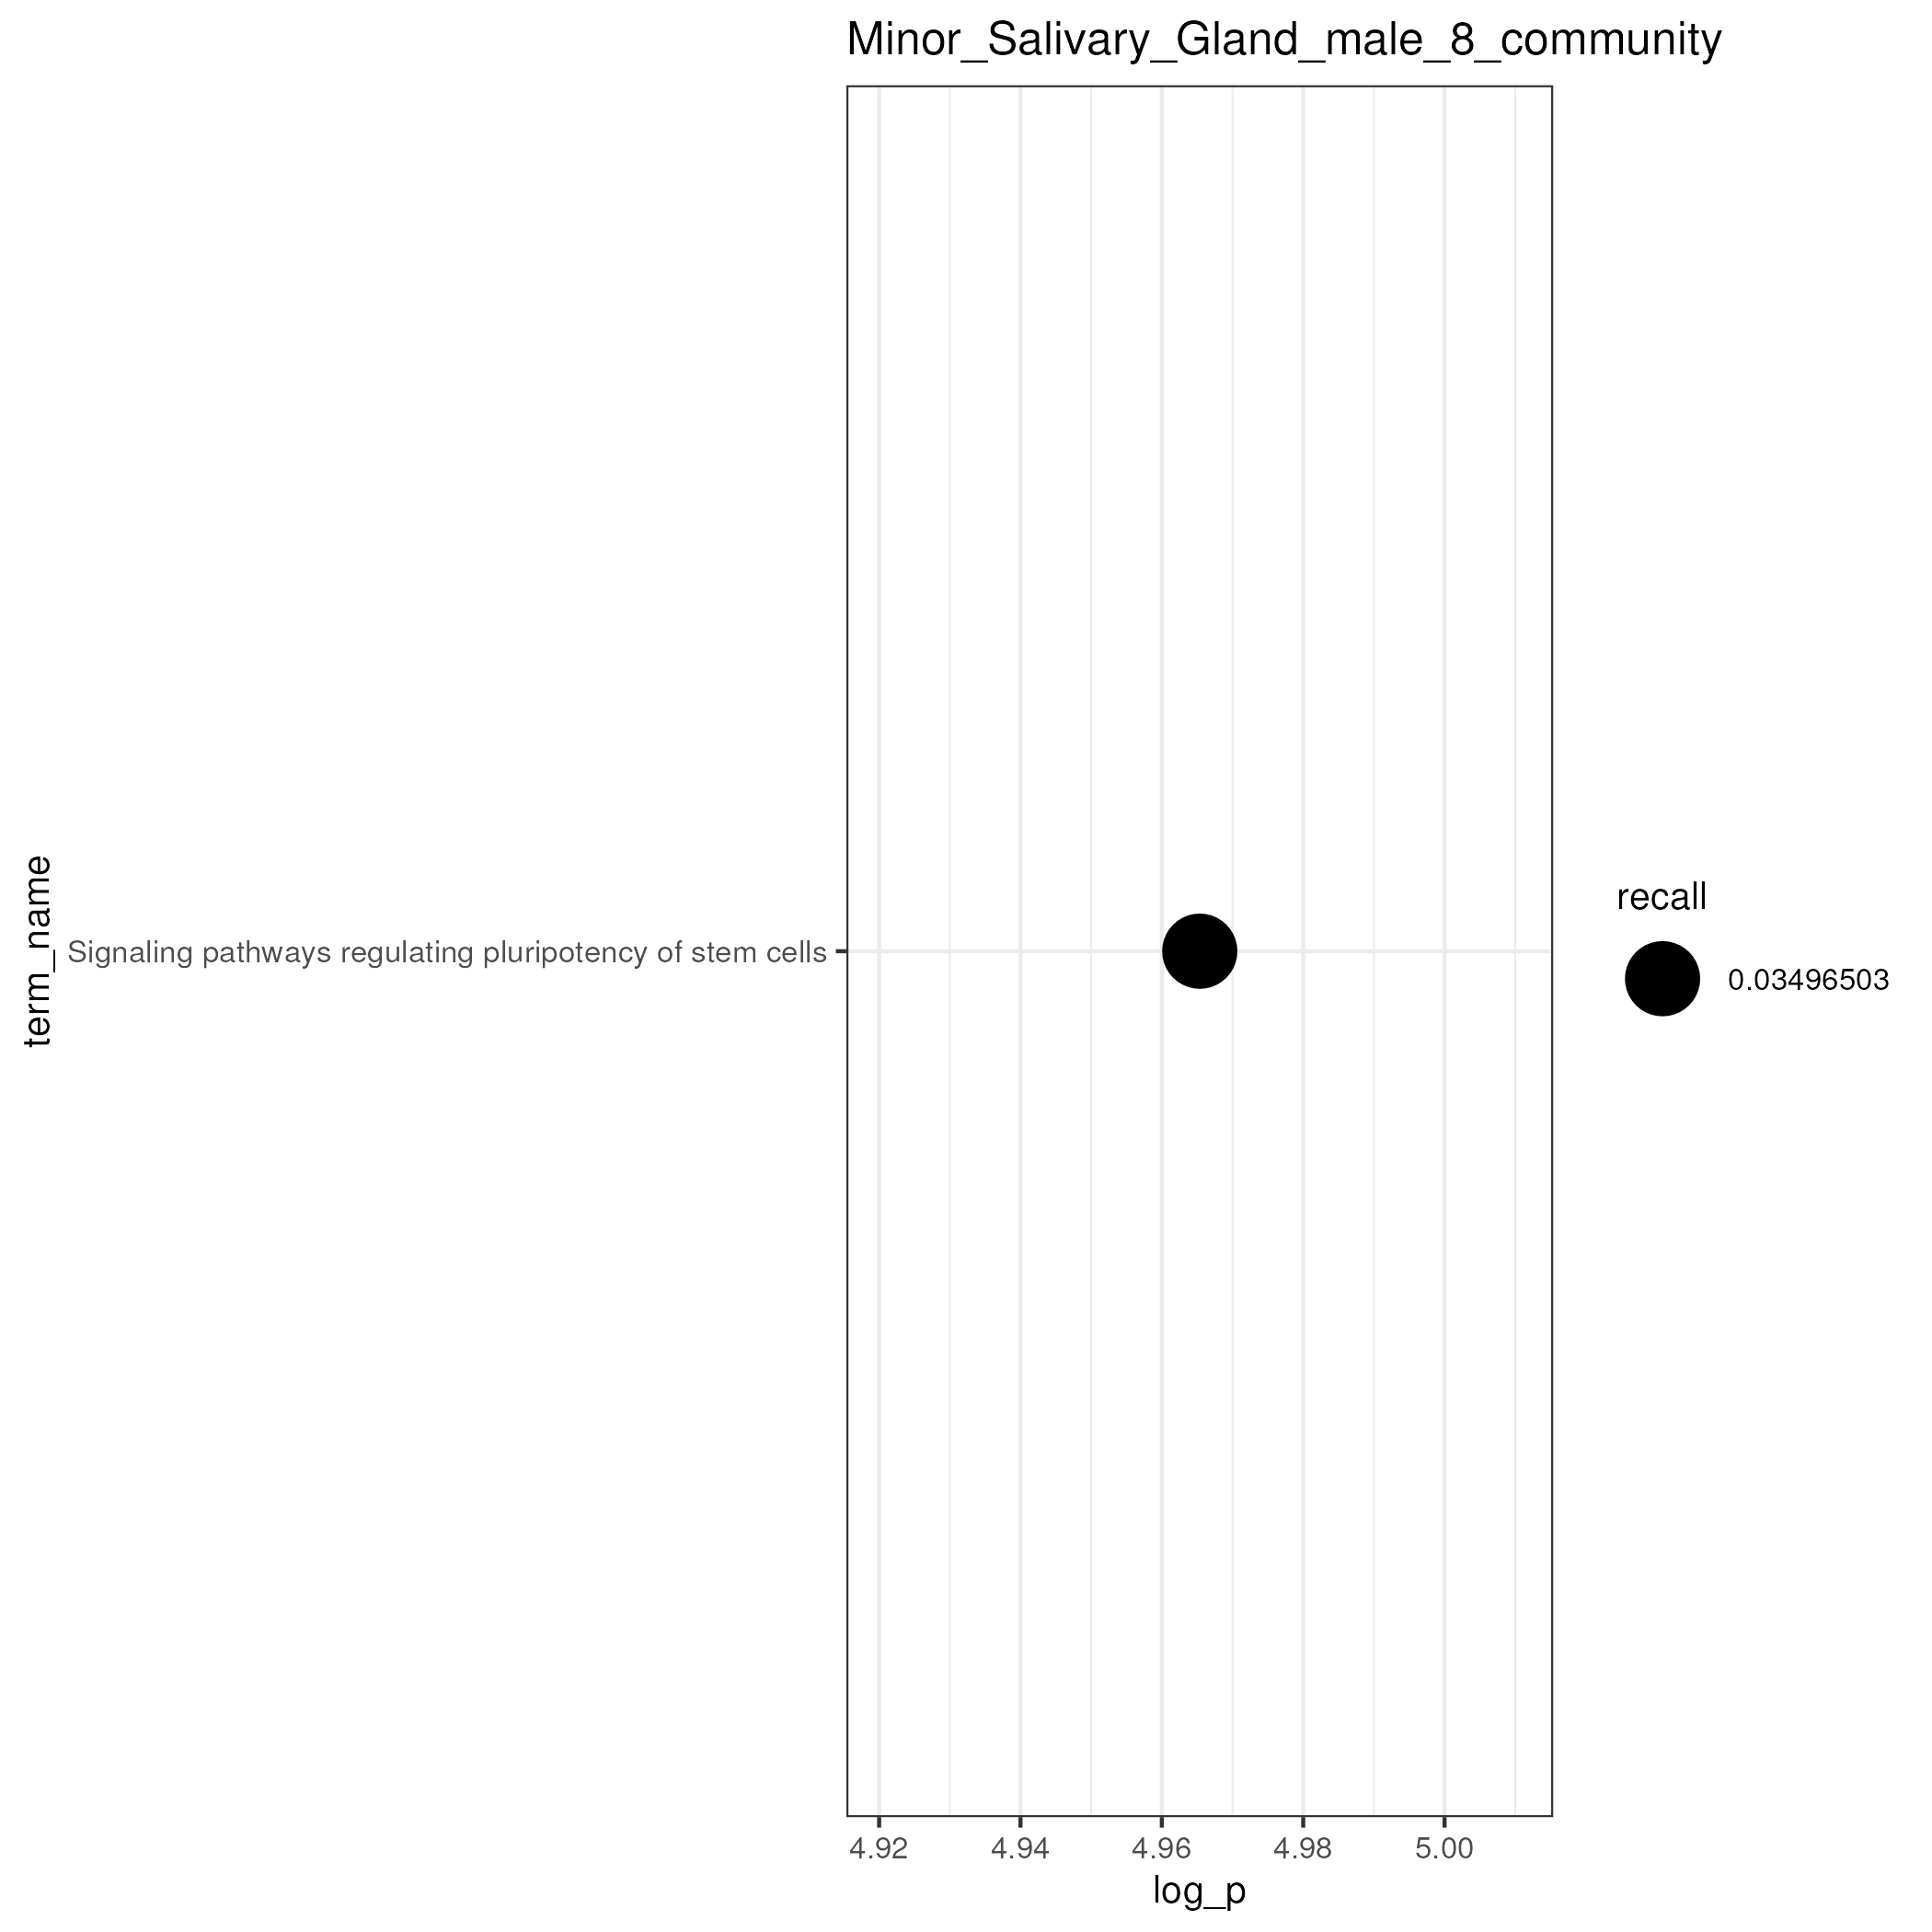 Minor_Salivary_Gland_male_8_community
term_name
Signaling pathways regulating pluripotency of stem cells
recall
0.03496503
4.92 4.94 4.96 4.98 5.00
log_p